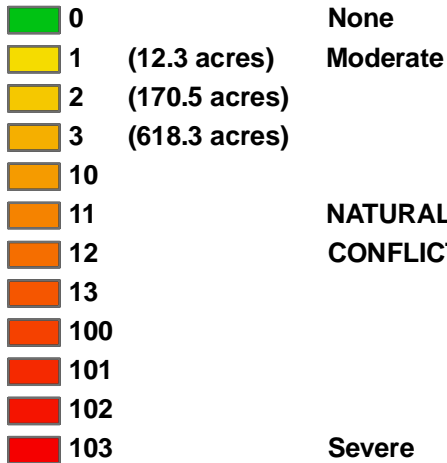 0 None
1 (12.3 acres) Moderate
2 (170.5 acres)
3 (618.3 acres)
10
11 NATURAL
12 CONFLICT
13
100
101
102
103 Severe